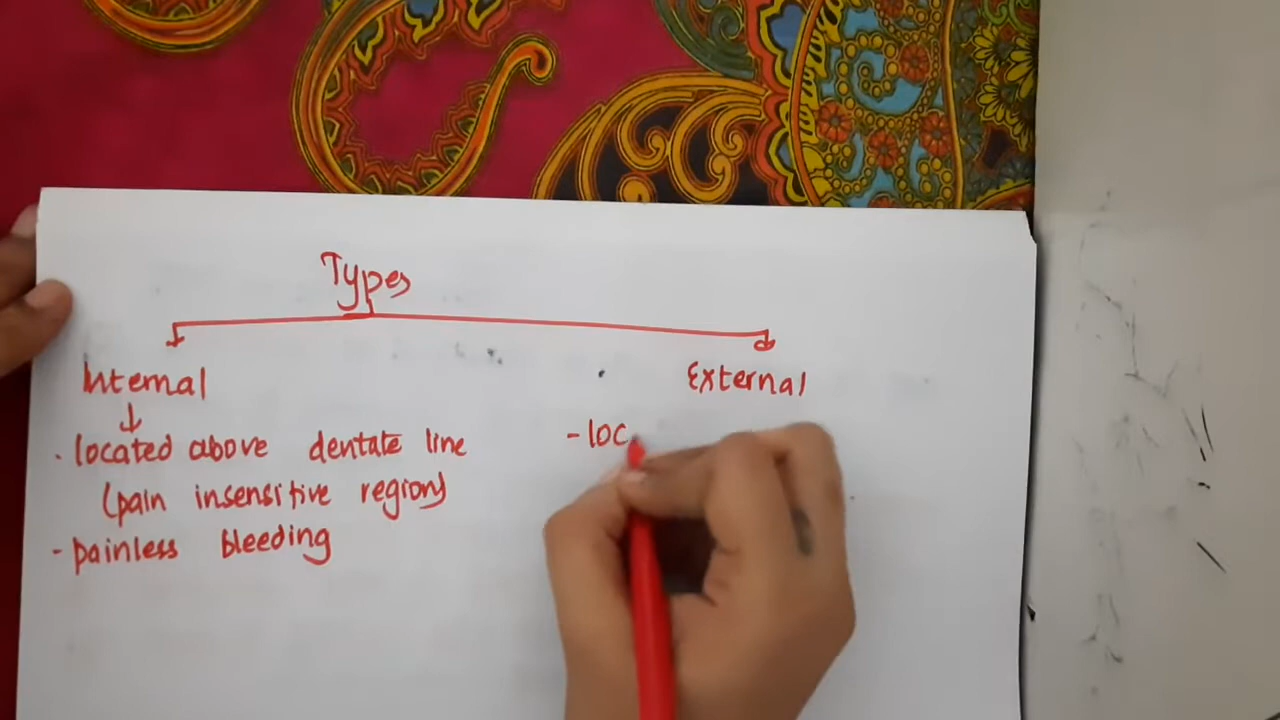 Types
Internal
External
. located above dentate line
(pain insensitive region)
- painless bleeding
- loc